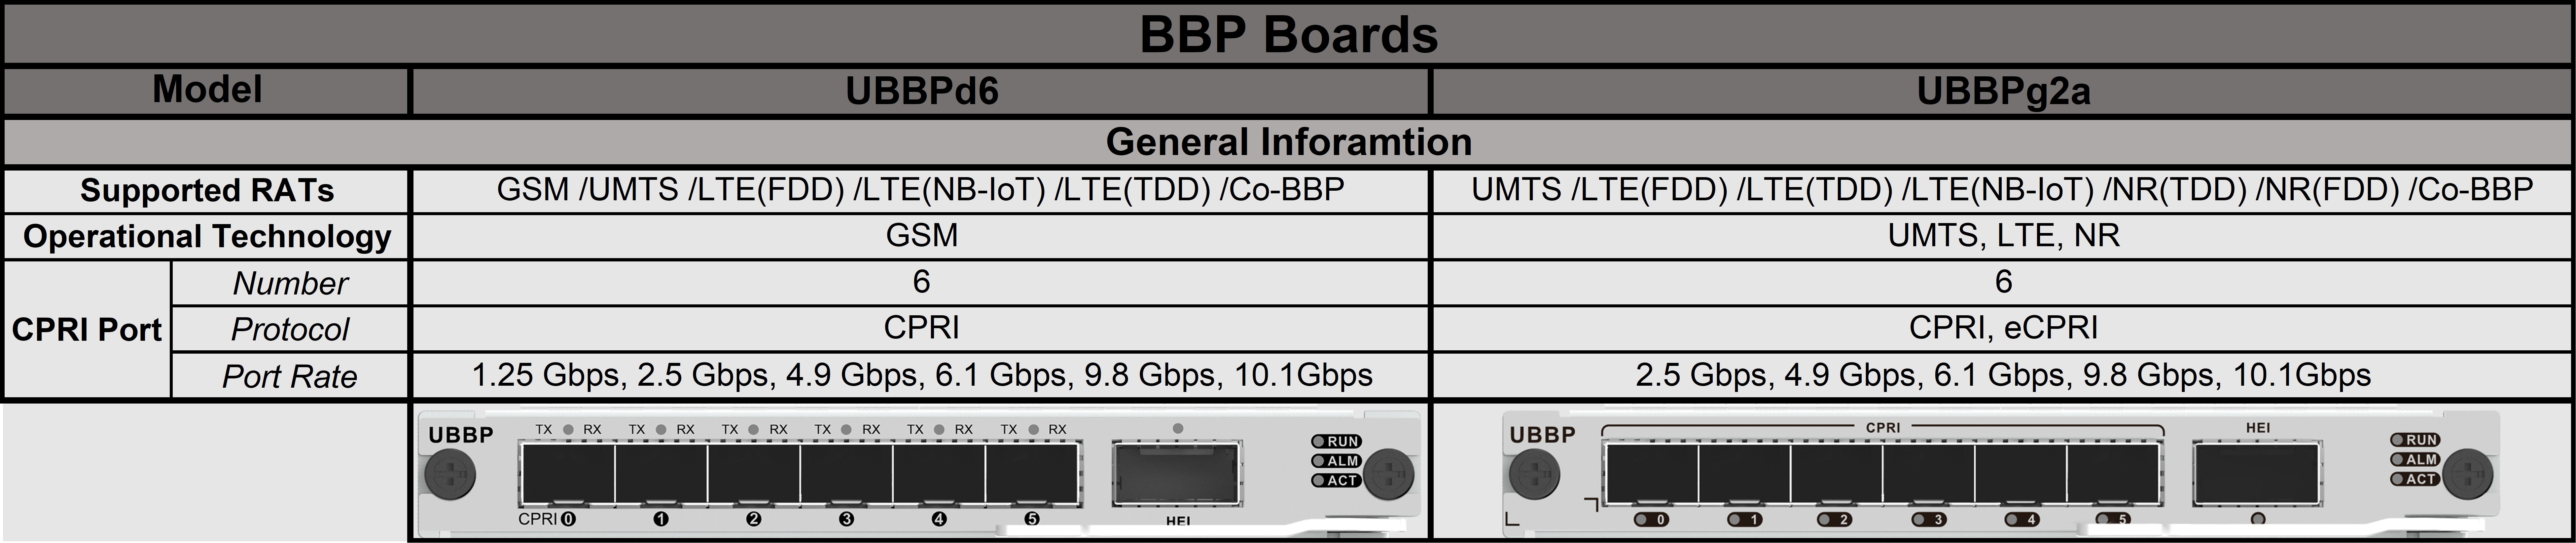 BBP Boards
Model UBBPd6 UBBPg2a
General Inforamtion
Supported RATs GSM /UMTS /LTE(FDD) /LTE(NB-IoT) /LTE(TDD) /Co-BBP UMTS /LTE(FDD) /LTE(TDD) /LTE(NB-IoT) /NR(TDD) /NR(FDD) /Co-BBP
Operational Technology GSM UMTS, LTE, NR
CPRI Port
Number 6 6
Protocol CPRI CPRI, eCPRI
Port Rate 1.25 Gbps, 2.5 Gbps, 4.9 Gbps, 6.1 Gbps, 9.8 Gbps, 10.1Gbps 2.5 Gbps, 4.9 Gbps, 6.1 Gbps, 9.8 Gbps, 10.1Gbps
UBBP
TX RX TX RX TX RX TX RX TX RX TX RX
RUN
ALM
ACT
CPRI 0 1 2 3 4 5
HEI
UBBP
CPRI
HEI
RUN
ALM
ACT
0 1 2 3 4 5